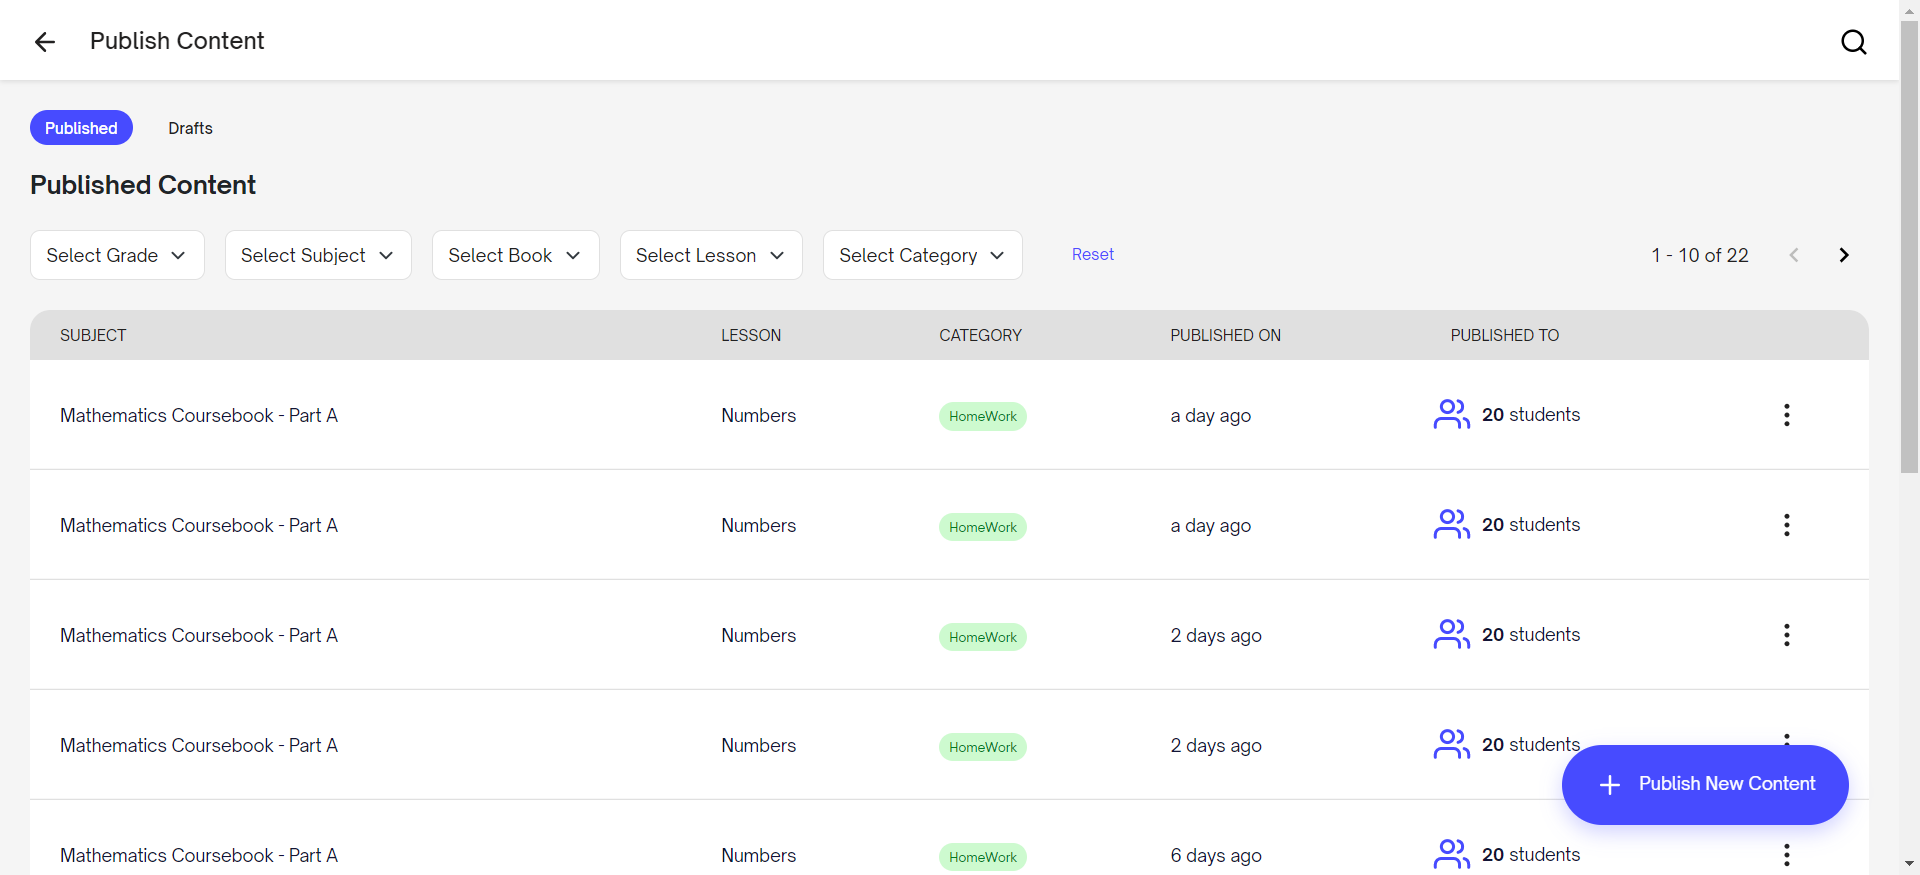 Publish Content
Published Drafts
Published Content
Select Grade Select Subject Select Book Select Lesson Select Category Reset 1 - 10 of 22
SUBJECT LESSON CATEGORY PUBLISHED ON PUBLISHED TO
Mathematics Coursebook - Part A Numbers HomeWork a day ago 20 students
Mathematics Coursebook - Part A Numbers HomeWork a day ago 20 students
Mathematics Coursebook - Part A Numbers HomeWork 2 days ago 20 students
Mathematics Coursebook - Part A Numbers HomeWork 2 days ago 20 students
Publish New Content
Mathematics Coursebook - Part A Numbers HomeWork 6 days ago 20 students